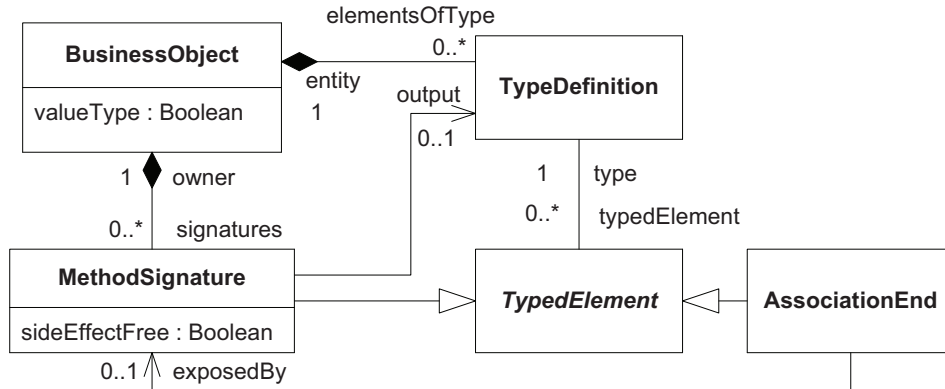 elementsOfType
BusinessObject
0..*
entity
TypeDefinition
output
valueType : Boolean
1
0..1
1
owner
1
type
0..*
typedElement
0..*
signatures
MethodSignature
TypedElement
AssociationEnd
sideEffectFree : Boolean
0..1
exposedBy